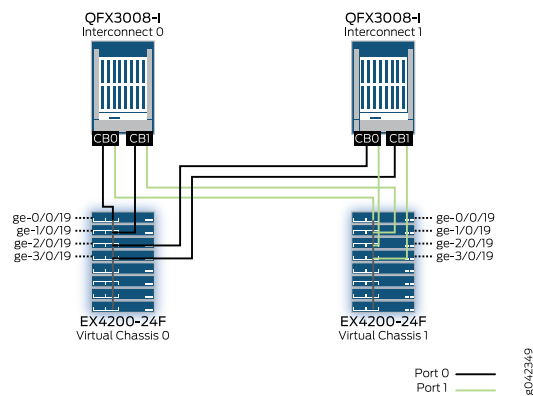 QFX3008-I
Interconnect 0
QFX3008-I
Interconnect 1
CB0
CB1
CB0
CB1
ge-0/0/19
ge-1/0/19
ge-2/0/19
ge-3/0/19
ge-0/0/19
ge-1/0/19
ge-2/0/19
ge-3/0/19
EX4200-24F
Virtual Chassis 0
EX4200-24F
Virtual Chassis 1
Port 0
Port 1
g042349